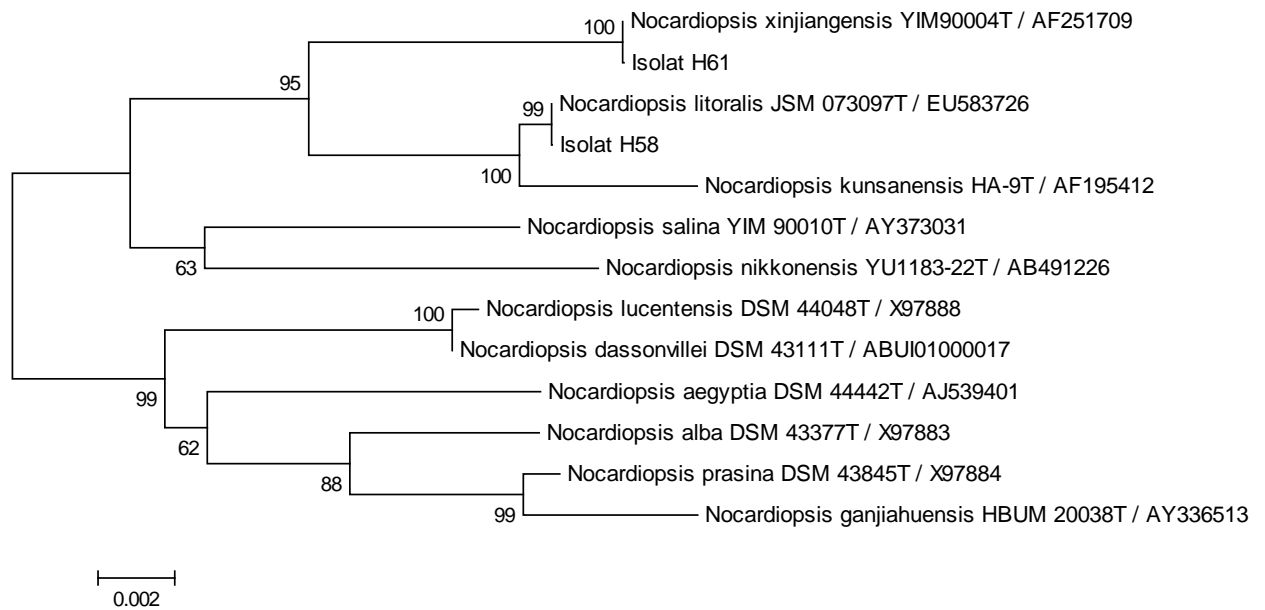 100
Nocardiopsis xinjiangensis YIM90004T / AF251709
Isolat H61
95
99
Nocardiopsis litoralis JSM 073097T / EU583726
Isolat H58
100
Nocardiopsis kunsanensis HA-9T / AF195412
Nocardiopsis salina YIM 90010T / AY373031
63
Nocardiopsis nikkonensis YU1183-22T / AB491226
100
Nocardiopsis lucentensis DSM 44048T / X97888
Nocardiopsis dassonvillei DSM 43111T / ABUI01000017
99
Nocardiopsis aegyptia DSM 44442T / AJ539401
62
Nocardiopsis alba DSM 43377T / X97883
88
Nocardiopsis prasina DSM 43845T / X97884
99
Nocardiopsis ganjiahuensis HBUM 20038T / AY336513
0.002